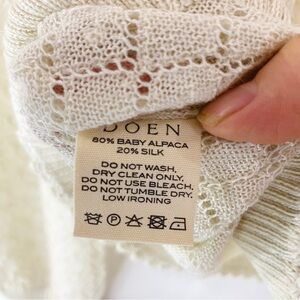 DOEN
80% BABY ALPACA
20% SILK
DO NOT WASH,
DRY CLEAN ONLY.
DO NOT USE BLEACH.
DO NOT TUMBLE DRY.
LOW IRONING
P